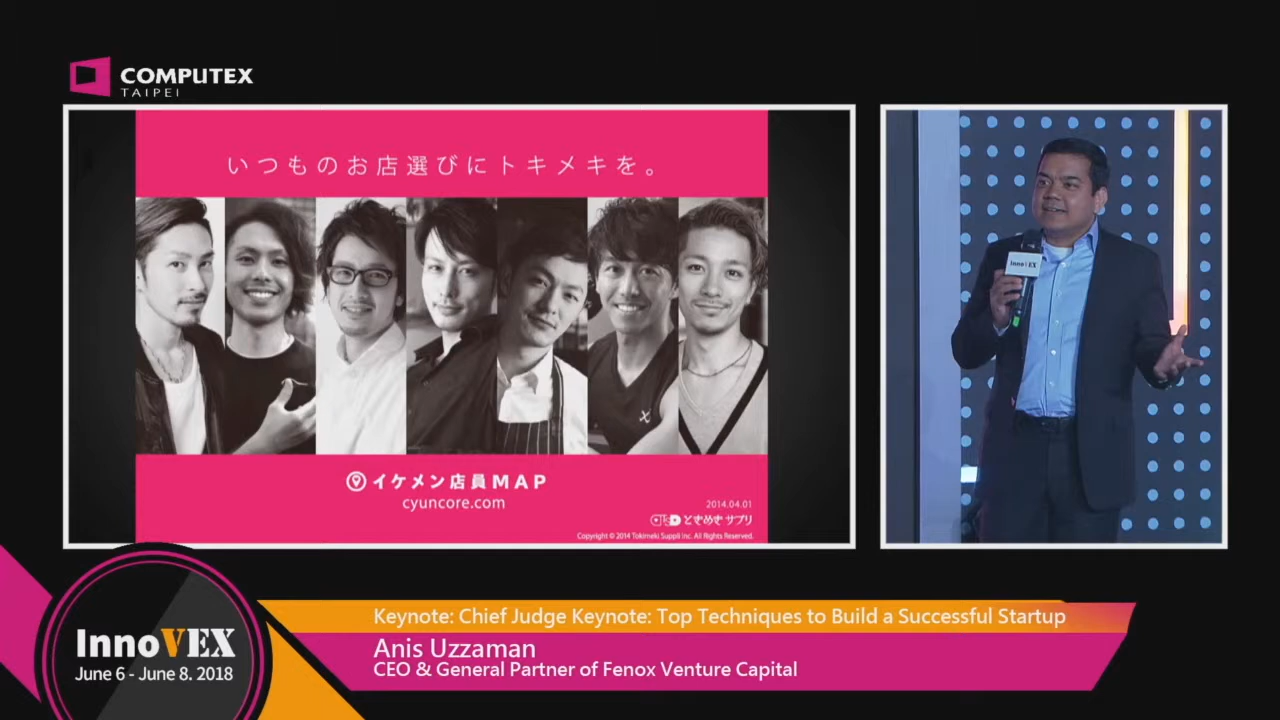 COMPUTEX
TAIPEI
いつものお店選びにトキメキを。
イケメン店員MAP
cyuncore.com
2014.04.01
ときめきサプリ
Copyright © 2014 Tokimeki Suppli Inc. All Rights Reserved.
InnoVEX
InnoVEX
June 6 - June 8. 2018
Keynote: Chief Judge Keynote: Top Techniques to Build a Successful Startup
Anis Uzzaman
CEO & General Partner of Fenox Venture Capital